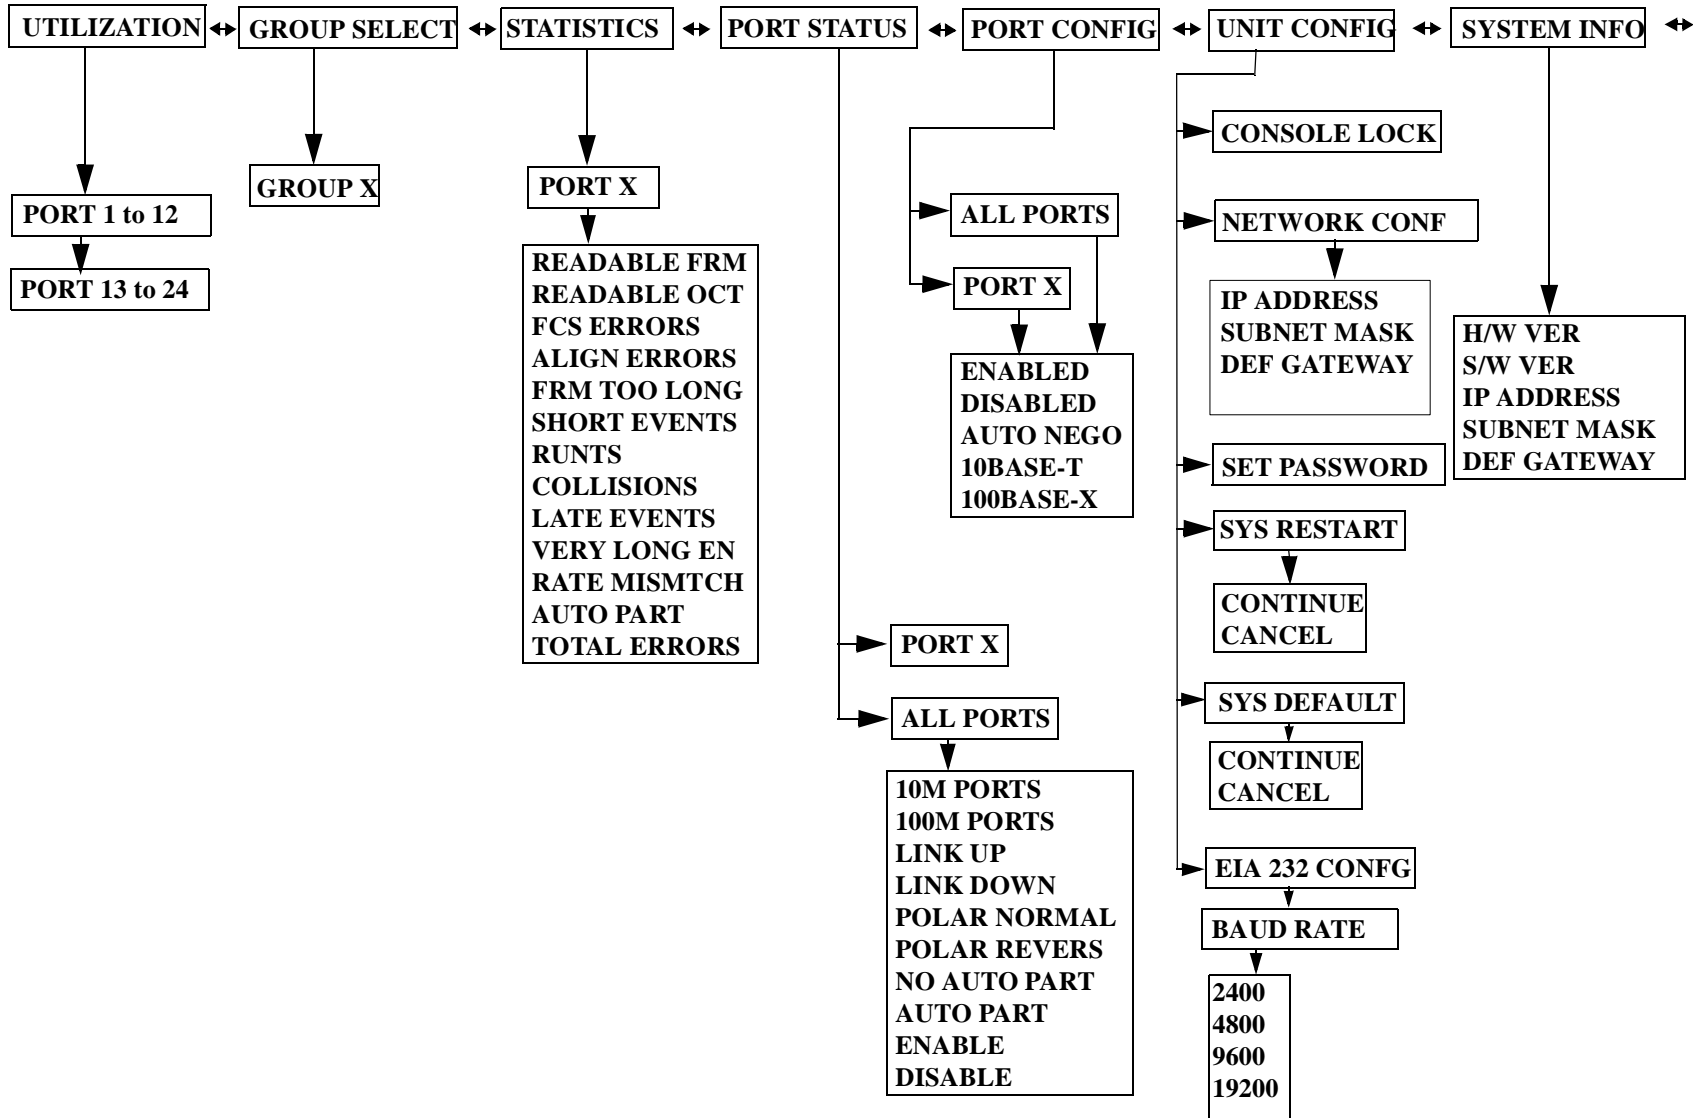 UTILIZATION
GROUP SELECT
STATISTICS
PORT STATUS
PORT CONFIG
UNIT CONFIG
SYSTEM INFO
PORT 1 to 12
PORT 13 to 24
GROUP X
PORT X
READABLE FRM
READABLE OCT
FCS ERRORS
ALIGN ERRORS
FRM TOO LONG
SHORT EVENTS
RUNTS
COLLISIONS
LATE EVENTS
VERY LONG EN
RATE MISMTCH
AUTO PART
TOTAL ERRORS
PORT X
ALL PORTS
10M PORTS
100M PORTS
LINK UP
LINK DOWN
POLAR NORMAL
POLAR REVERS
NO AUTO PART
AUTO PART
ENABLE
DISABLE
ALL PORTS
PORT X
ENABLED
DISABLED
AUTO NEGO
10BASE-T
100BASE-X
CONSOLE LOCK
NETWORK CONF
IP ADDRESS
SUBNET MASK
DEF GATEWAY
SET PASSWORD
SYS RESTART
CONTINUE
CANCEL
SYS DEFAULT
CONTINUE
CANCEL
EIA 232 CONFG
BAUD RATE
2400
4800
9600
19200
H/W VER
S/W VER
IP ADDRESS
SUBNET MASK
DEF GATEWAY